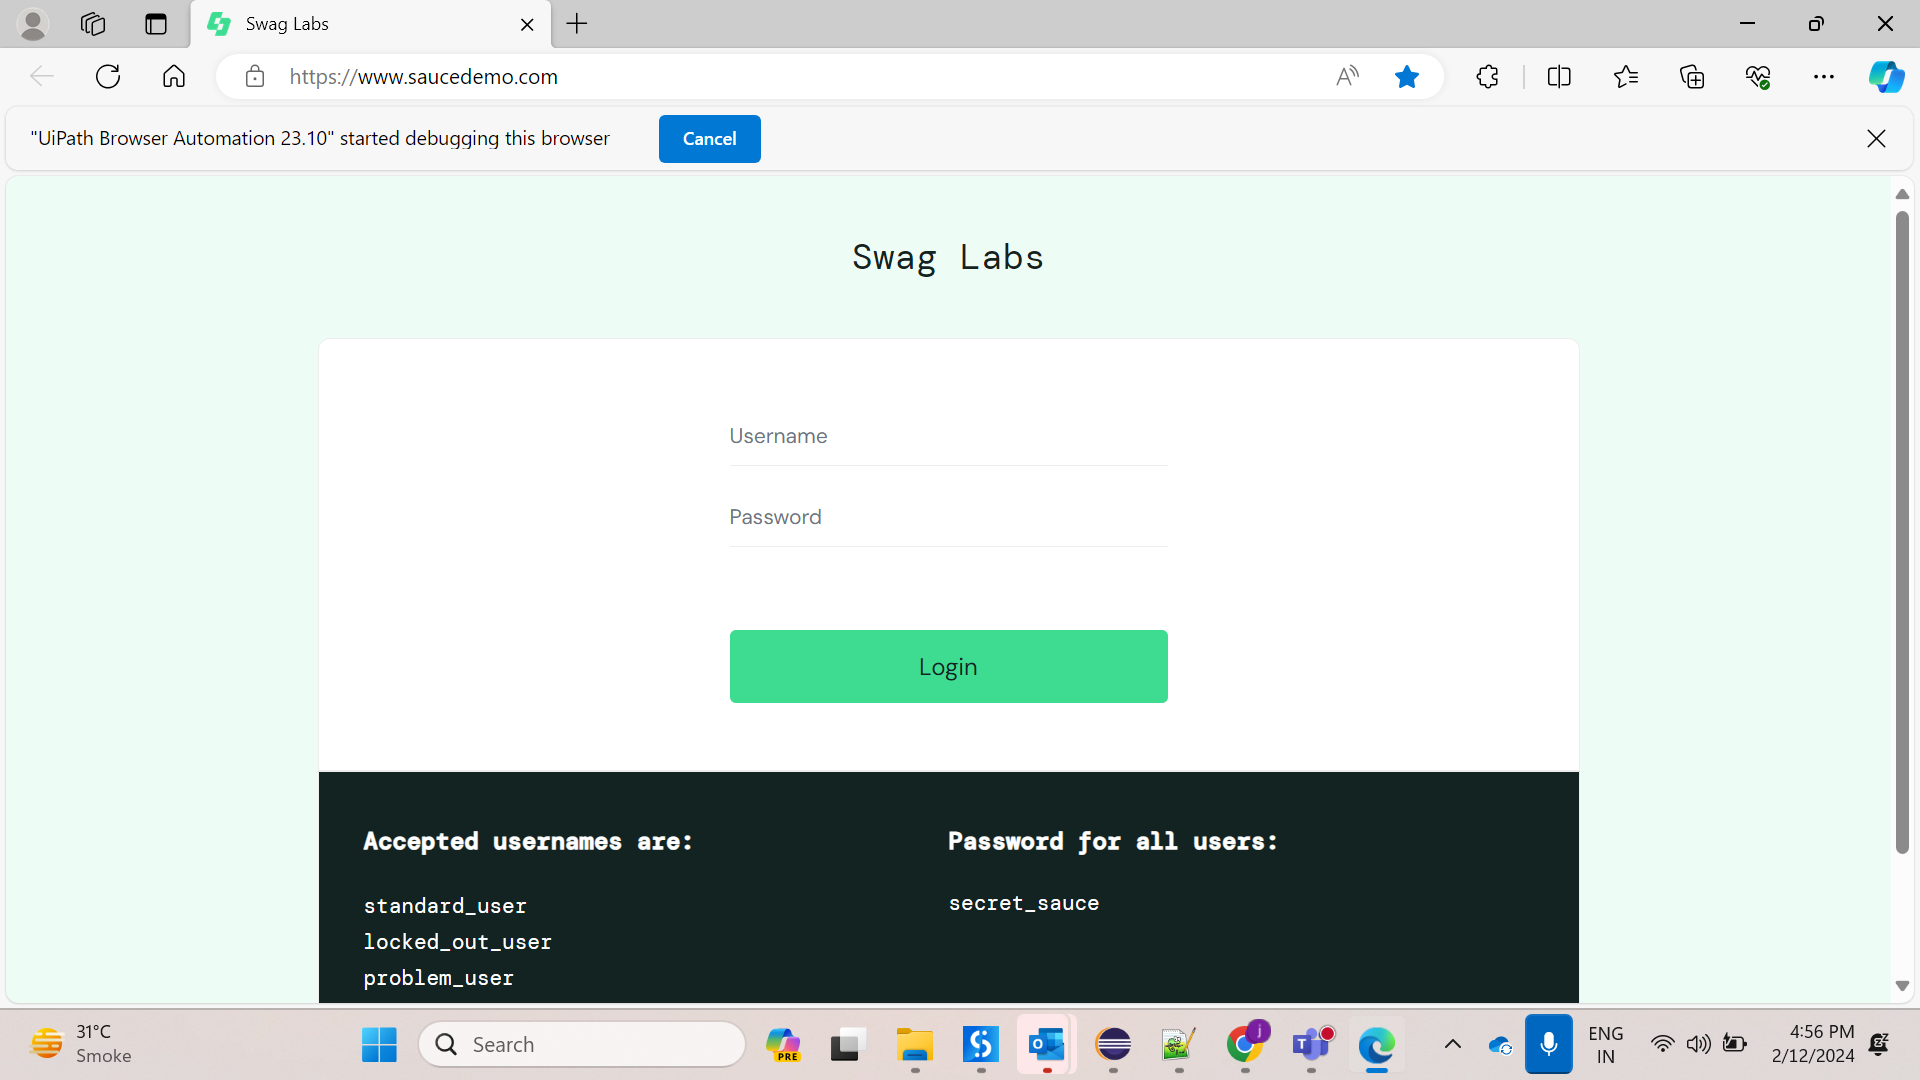 Swag Labs
https://www.saucedemo.com
"UiPath Browser Automation 23.10" started debugging this browser
Cancel
Swag Labs
Username
Password
Login
Accepted usernames are:
standard_user
locked_out_user
problem_user
Password for all users:
secret_sauce
31°C
Smoke
Search
PRE
j
ENG
IN
4:56 PM
2/12/2024